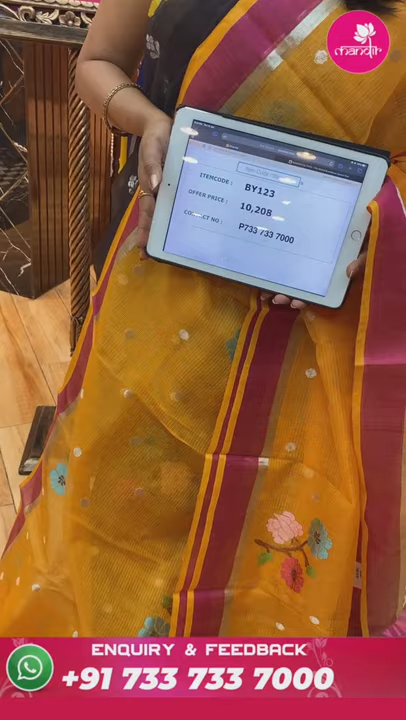 mandir
ITEMCODE : BY123
OFFER PRICE : 10,208
CONTACT NO : P733 733 7000
ENQUIRY & FEEDBACK
+91 733 733 7000